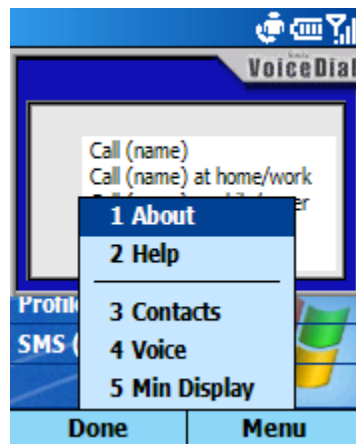 VoiceDial
Call (name)
Call (name) at home/work
1 About
2 Help
3 Contacts
4 Voice
5 Min Display
SMS (
Done Menu